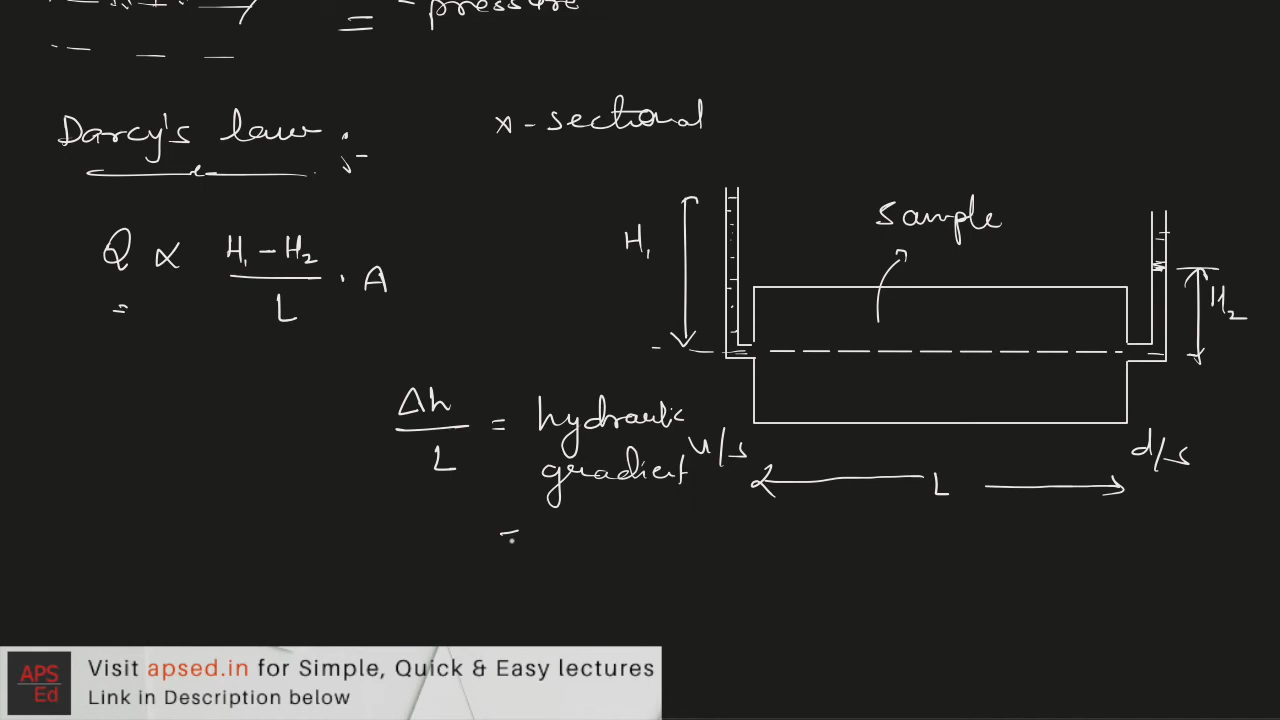 = - pressure
Darcy's law :-
x - sectional
Q ∝ H₁ - H₂ / L . A
sample
H₁
H₂
Δh / L = hydraulic
gradient
u/s
d/s
L
=
APS
Ed
Visit apsed.in for Simple, Quick & Easy lectures
Link in Description below